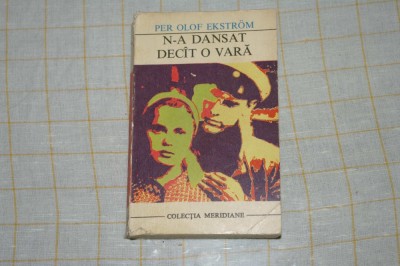 PER OLOF EKSTRÖM
N-A DANSAT
DECÎT O VARĂ
COLECȚIA MERIDIANE